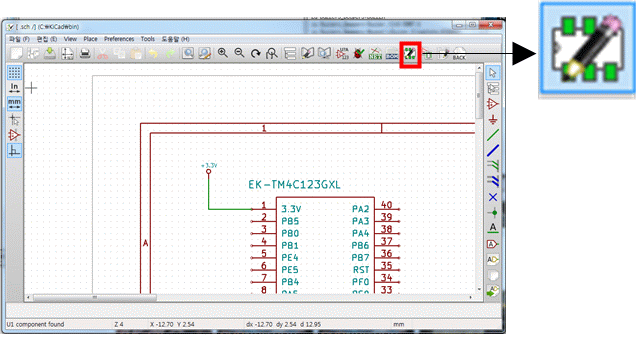 [ .sch /] (C:₩KiCad₩bin)
파일 (F) 편집 (E) View Place Preferences Tools 도움말 (H)
BACK
In
mm
1
+3.3V
EK-TM4C123GXL
A
1 3.3V PA2 40
2 PB5 PA3 39
3 PB0 PA4 38
4 PB1 PB6 37
5 PE4 PB7 36
6 PE5 RST 35
7 PB4 PF0 34
8 33
A
U1 component found Z 4 X -12.70 Y 2.54 dx -12.70 dy 2.54 d 12.95 mm